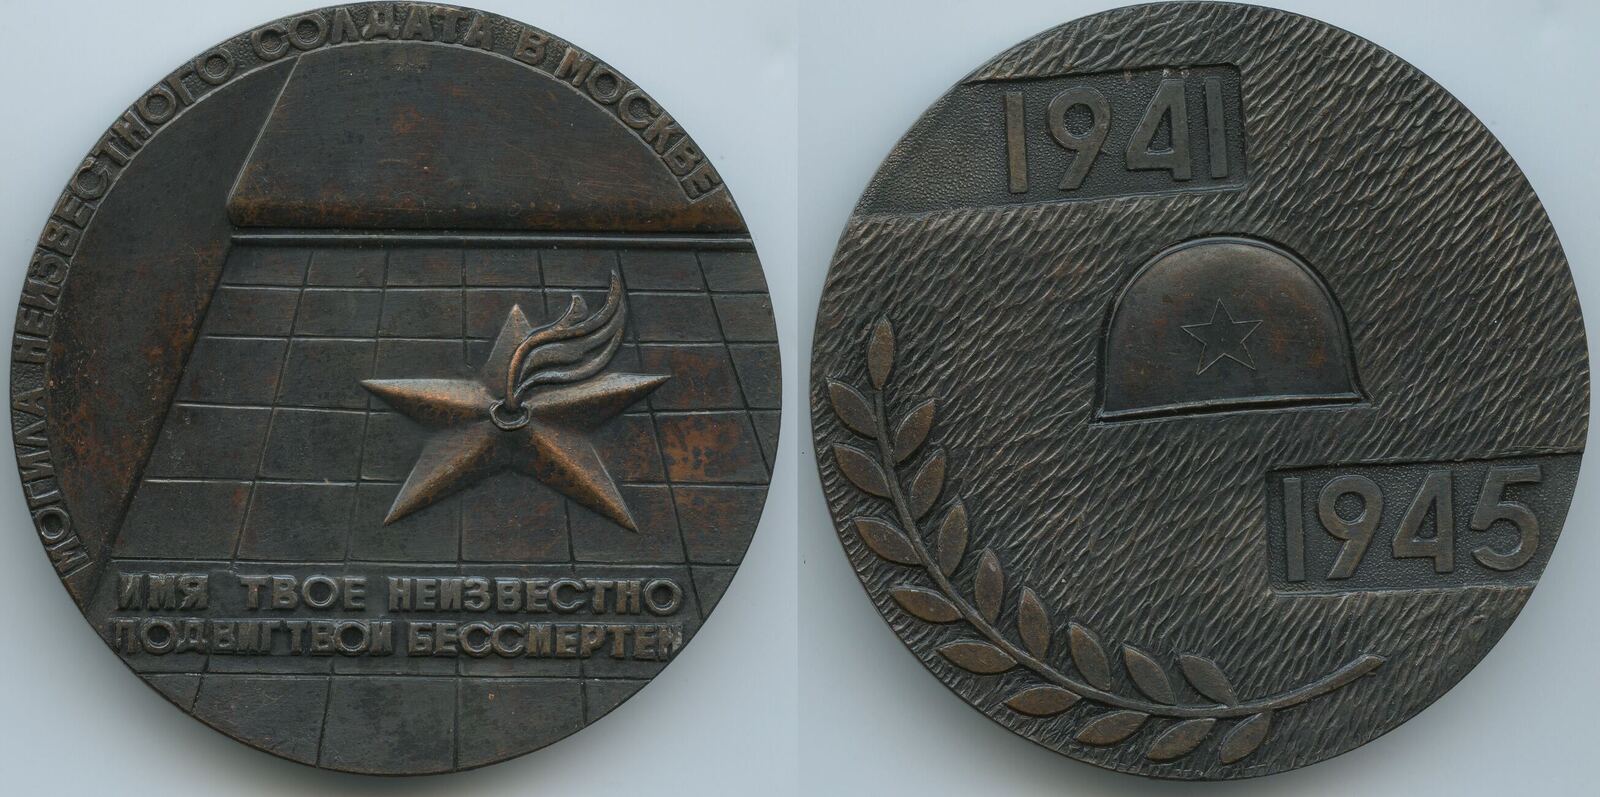 МОГИЛА НЕИЗВЕСТНОГО СОЛДАТА В МОСКВЕ
ИМЯ ТВОЕ НЕИЗВЕСТНО
ПОДВИГ ТВОЙ БЕССМЕРТЕН
1941
1945